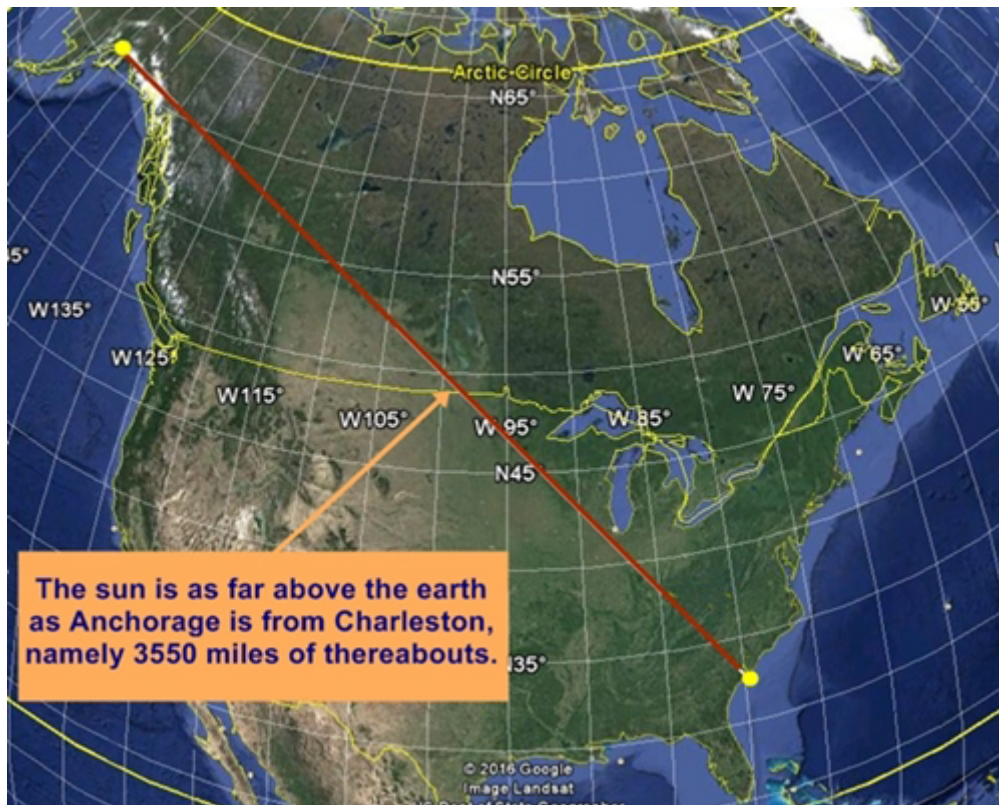 Arctic Circle
N65°
N55°
45°
W135°
W 55°
W125°
W 65°
W115°
W 75°
W105°
W 85°
W 95°
N45
The sun is as far above the earth
as Anchorage is from Charleston,
namely 3550 miles of thereabouts.
N35°
© 2016 Google
Image Landsat